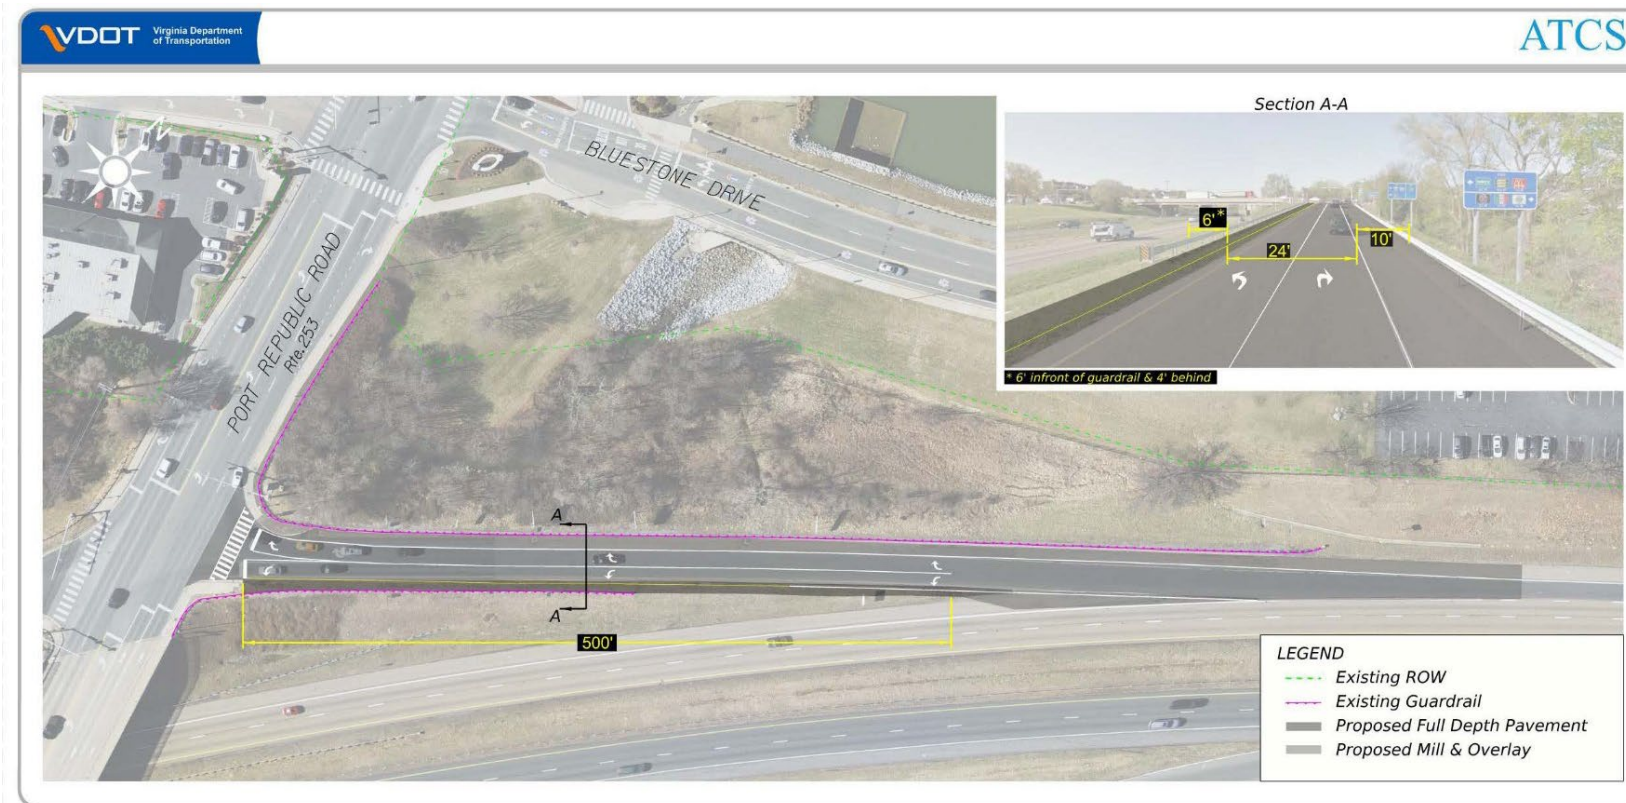 VDOT
Virginia Department
of Transportation
ATCS
Section A-A
N
BLUESTONE DRIVE
PORT REPUBLIC ROAD
Rte.253
6'*
24'
10'
* 6' infront of guardrail & 4' behind
A
A
500'
LEGEND
Existing ROW
Existing Guardrail
Proposed Full Depth Pavement
Proposed Mill & Overlay